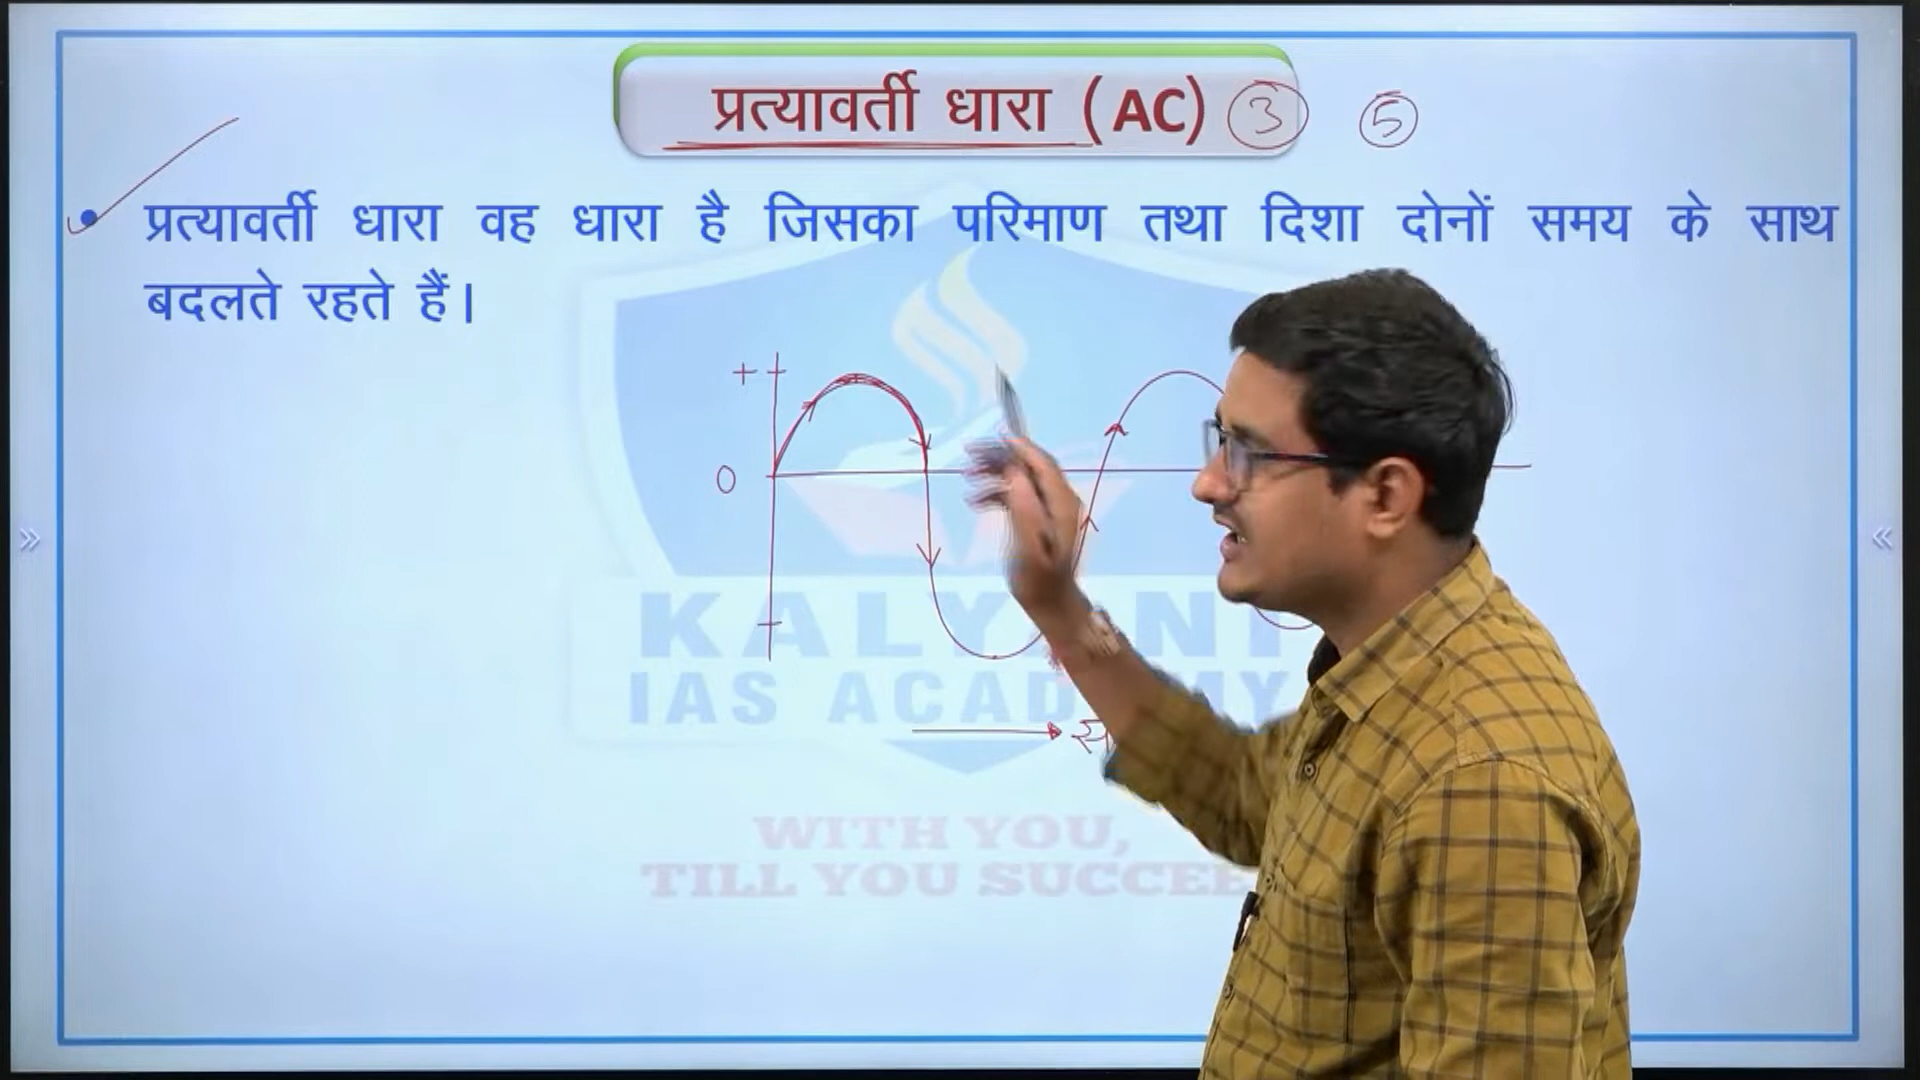 प्रत्यावर्ती धारा (AC) ③ ⑤
प्रत्यावर्ती धारा वह धारा है जिसका परिमाण तथा दिशा दोनों समय के साथ
बदलते रहते हैं।
+
0
KALYANI
IAS ACADEMY
WITH YOU,
TILL YOU